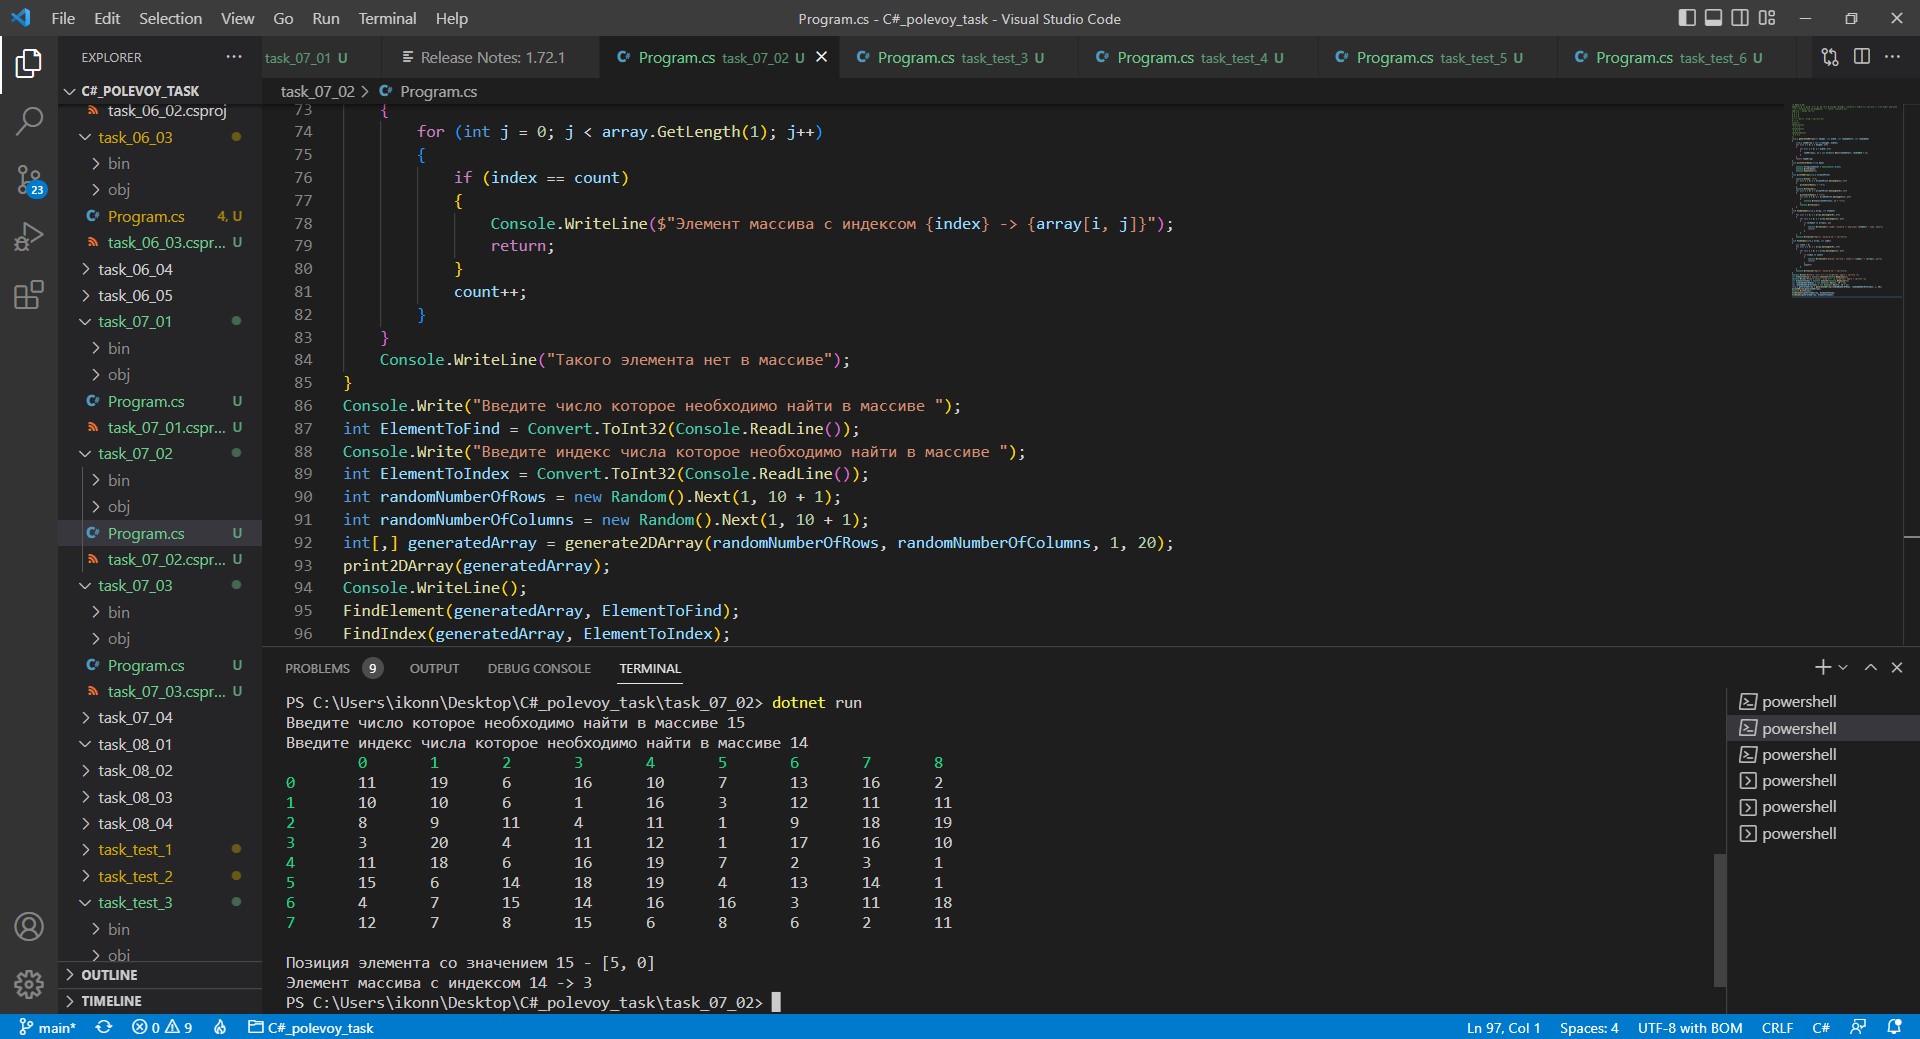 File Edit Selection View Go Run Terminal Help
Program.cs - C#_polevoy_task - Visual Studio Code
EXPLORER
task_07_01 U
Release Notes: 1.72.1
Program.cs task_07_02 U
Program.cs task_test_3 U
Program.cs task_test_4 U
Program.cs task_test_5 U
Program.cs task_test_6 U
C#_POLEVOY_TASK
task_06_02.csproj
task_06_03
bin
obj
Program.cs 4, U
task_06_03.cspr... U
task_06_04
task_06_05
task_07_01
bin
obj
Program.cs U
task_07_01.cspr... U
task_07_02
bin
obj
Program.cs U
task_07_02.cspr... U
task_07_03
bin
obj
Program.cs U
task_07_03.cspr... U
task_07_04
task_08_01
task_08_02
task_08_03
task_08_04
task_test_1
task_test_2
task_test_3
bin
obj
OUTLINE
TIMELINE
23
task_07_02 > Program.cs
73 {
74 for (int j = 0; j < array.GetLength(1); j++)
75 {
76 if (index == count)
77 {
78 Console.WriteLine($"Элемент массива с индексом {index} -> {array[i, j]}");
79 return;
80 }
81 count++;
82 }
83 }
84 Console.WriteLine("Такого элемента нет в массиве");
85 }
86 Console.Write("Введите число которое необходимо найти в массиве ");
87 int ElementToFind = Convert.ToInt32(Console.ReadLine());
88 Console.Write("Введите индекс числа которое необходимо найти в массиве ");
89 int ElementToIndex = Convert.ToInt32(Console.ReadLine());
90 int randomNumberOfRows = new Random().Next(1, 10 + 1);
91 int randomNumberOfColumns = new Random().Next(1, 10 + 1);
92 int[,] generatedArray = generate2DArray(randomNumberOfRows, randomNumberOfColumns, 1, 20);
93 print2DArray(generatedArray);
94 Console.WriteLine();
95 FindElement(generatedArray, ElementToFind);
96 FindIndex(generatedArray, ElementToIndex);
PROBLEMS 9 OUTPUT DEBUG CONSOLE TERMINAL
PS C:\Users\ikonn\Desktop\C#_polevoy_task\task_07_02> dotnet run
Введите число которое необходимо найти в массиве 15
Введите индекс числа которое необходимо найти в массиве 14
0 1 2 3 4 5 6 7 8
0 11 19 6 16 10 7 13 16 2
1 10 10 6 1 16 3 12 11 11
2 8 9 11 4 11 1 9 18 19
3 3 20 4 11 12 1 17 16 10
4 11 18 6 16 19 7 2 3 1
5 15 6 14 18 19 4 13 14 1
6 4 7 15 14 16 16 3 11 18
7 12 7 8 15 6 8 6 2 11
Позиция элемента со значением 15 - [5, 0]
Элемент массива с индексом 14 -> 3
PS C:\Users\ikonn\Desktop\C#_polevoy_task\task_07_02>
powershell
powershell
powershell
powershell
powershell
powershell
main* 0 9 C#_polevoy_task
Ln 97, Col 1 Spaces: 4 UTF-8 with BOM CRLF C#